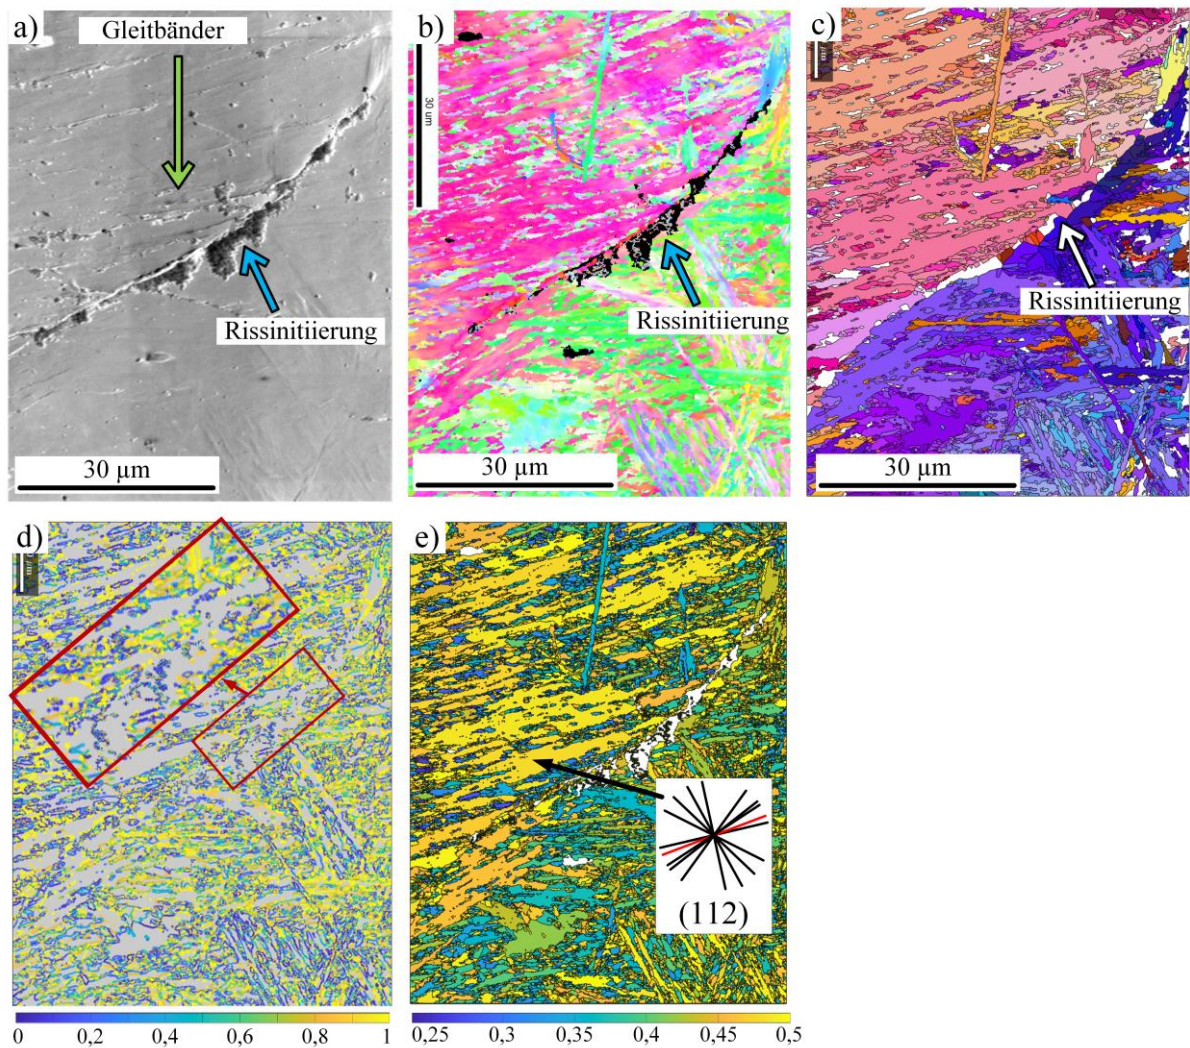 a)
Gleitbänder
Rissinitiierung
30 µm
b)
30 µm
Rissinitiierung
30 µm
c)
Rissinitiierung
30 µm
d)
0 0,2 0,4 0,6 0,8 1
e)
(112)
0,25 0,3 0,35 0,4 0,45 0,5